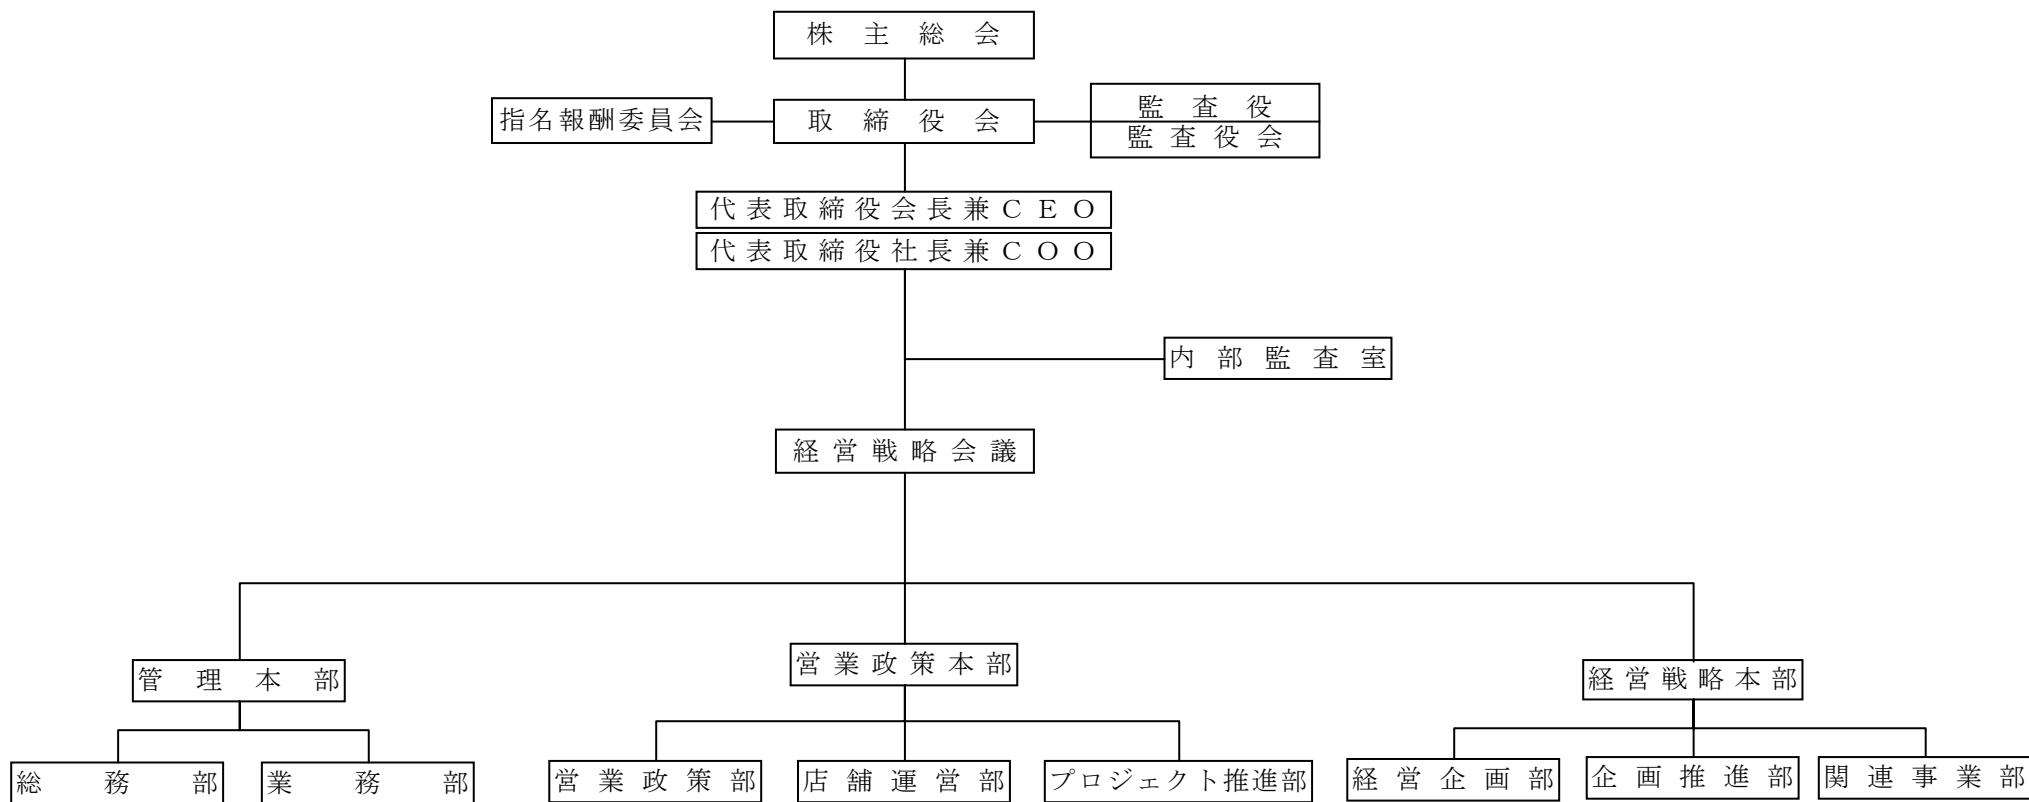 株主総会
指名報酬委員会
取締役会
監査役
監査役会
代表取締役会長兼CEO
代表取締役社長兼COO
内部監査室
経営戦略会議
管理本部
営業政策本部
経営戦略本部
総務部
業務部
営業政策部
店舗運営部
プロジェクト推進部
経営企画部
企画推進部
関連事業部